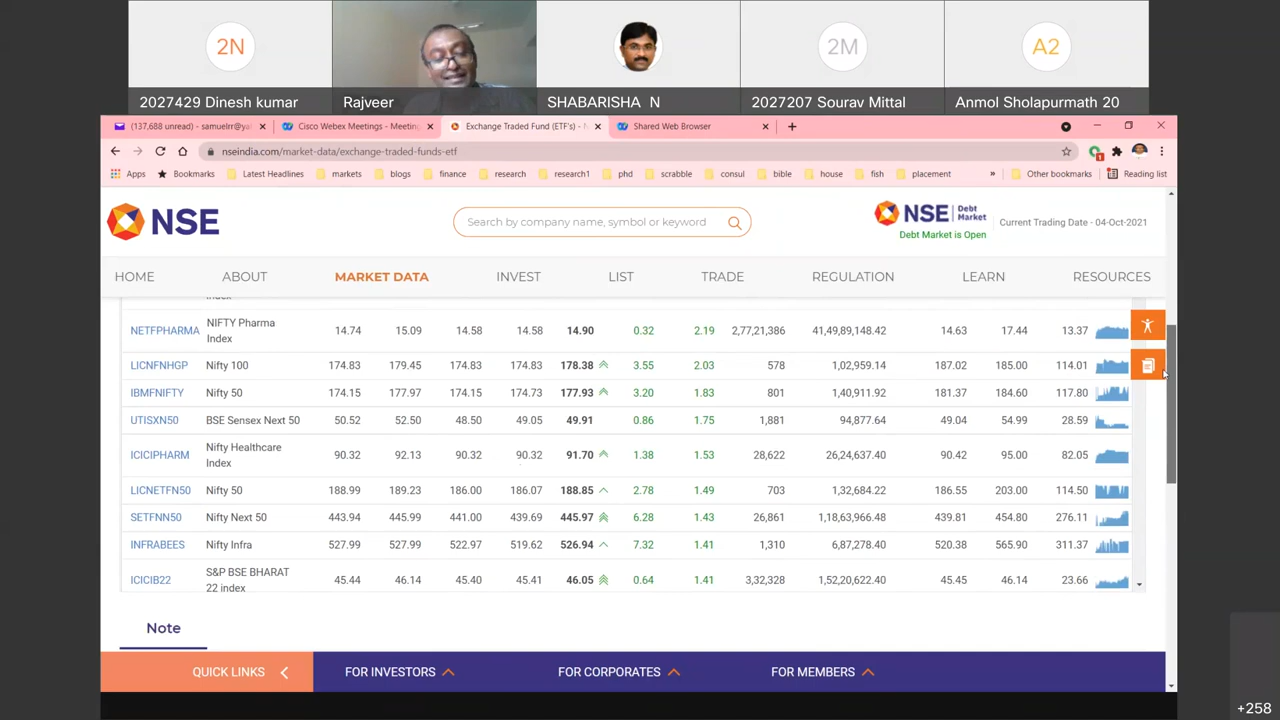 2N
2M
A2
2027429 Dinesh kumar
Rajveer
SHABARISHA N
2027207 Sourav Mittal
Anmol Sholapurmath 20
(137,688 unread) - samuelrr@ya
Cisco Webex Meetings - Meetin
Exchange Traded Fund (ETF's) - N
Shared Web Browser
nseindia.com/market-data/exchange-traded-funds-etf
Apps Bookmarks Latest Headlines markets blogs finance research research1 phd scrabble consul bible house fish placement » Other bookmarks Reading list
NSE
Search by company name, symbol or keyword
NSE Debt Market
Debt Market is Open
Current Trading Date - 04-Oct-2021
HOME ABOUT MARKET DATA INVEST LIST TRADE REGULATION LEARN RESOURCES
Index
NETFPHARMA NIFTY Pharma Index 14.74 15.09 14.58 14.58 14.90 0.32 2.19 2,77,21,386 41,49,89,148.42 14.63 17.44 13.37
LICNFNHGP Nifty 100 174.83 179.45 174.83 174.83 178.38 3.55 2.03 578 1,02,959.14 187.02 185.00 114.01
IBMFNIFTY Nifty 50 174.15 177.97 174.15 174.73 177.93 3.20 1.83 801 1,40,911.92 181.37 184.60 117.80
UTISXN50 BSE Sensex Next 50 50.52 52.50 48.50 49.05 49.91 0.86 1.75 1,881 94,877.64 49.04 54.99 28.59
ICICIPHARM Nifty Healthcare Index 90.32 92.13 90.32 90.32 91.70 1.38 1.53 28,622 26,24,637.40 90.42 95.00 82.05
LICNETFN50 Nifty 50 188.99 189.23 186.00 186.07 188.85 2.78 1.49 703 1,32,684.22 186.55 203.00 114.50
SETFNN50 Nifty Next 50 443.94 445.99 441.00 439.69 445.97 6.28 1.43 26,861 1,18,63,966.48 439.81 454.80 276.11
INFRABEES Nifty Infra 527.99 527.99 522.97 519.62 526.94 7.32 1.41 1,310 6,87,278.40 520.38 565.90 311.37
ICICIB22 S&P BSE BHARAT 22 index 45.44 46.14 45.40 45.41 46.05 0.64 1.41 3,32,328 1,52,20,622.40 45.45 46.14 23.66
Note
QUICK LINKS FOR INVESTORS FOR CORPORATES FOR MEMBERS
+258